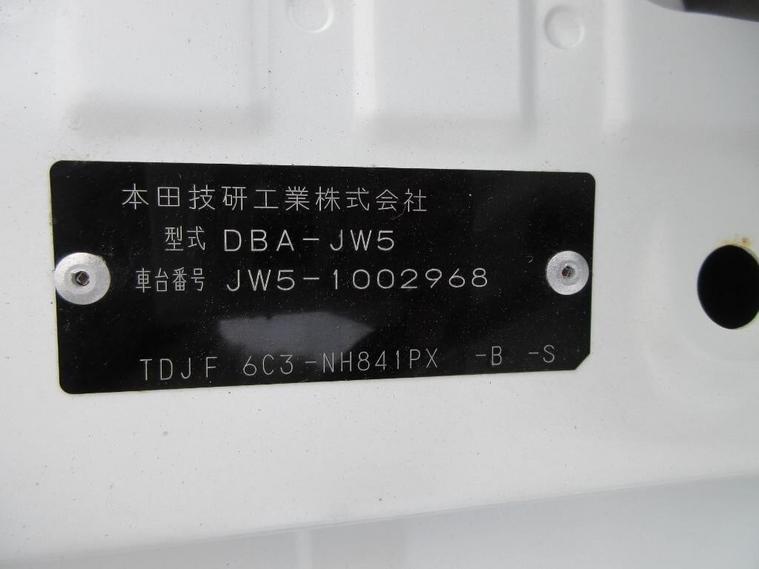 本田技研工業株式会社
型式 DBA-JW5
車台番号 JW5-1002968
TDJF 6C3-NH841PX -B -S